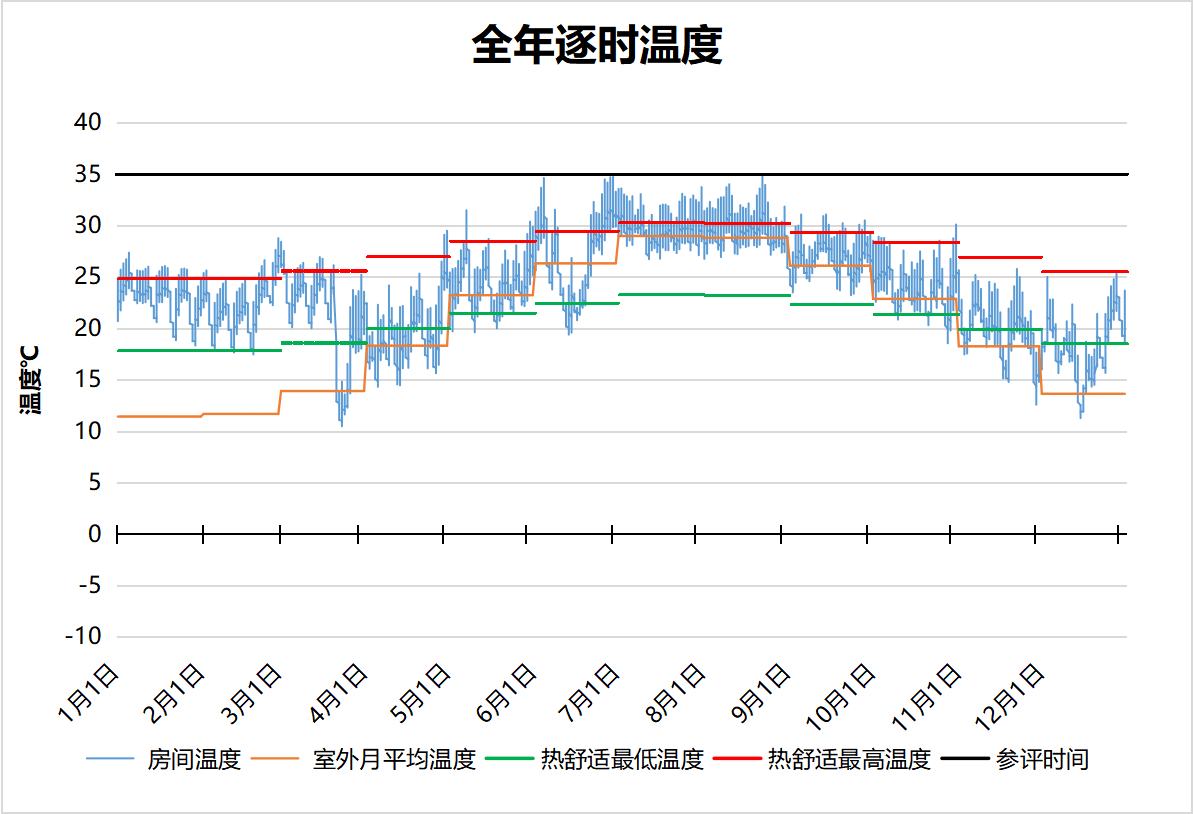 全年逐时温度
40
35
30
25
20
15
10
5
0
-5
-10
温度℃
1月1日
2月1日
3月1日
4月1日
5月1日
6月1日
7月1日
8月1日
9月1日
10月1日
11月1日
12月1日
房间温度 室外月平均温度 热舒适最低温度 热舒适最高温度 参评时间